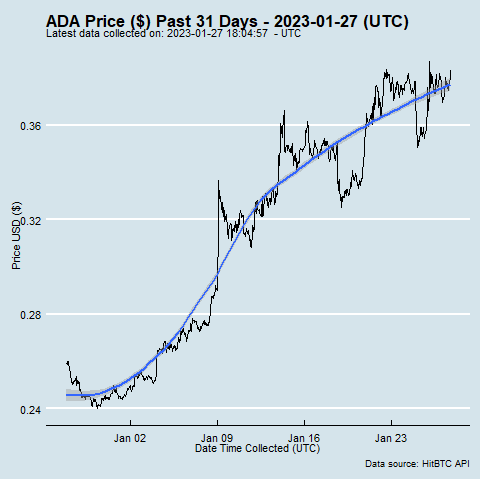 ADA Price ($) Past 31 Days - 2023-01-27 (UTC)
Latest data collected on: 2023-01-27 18:04:57 - UTC
Price USD ($)
0.36
0.32
0.28
0.24
Jan 02 Jan 09 Jan 16 Jan 23
Date Time Collected (UTC)
Data source: HitBTC API